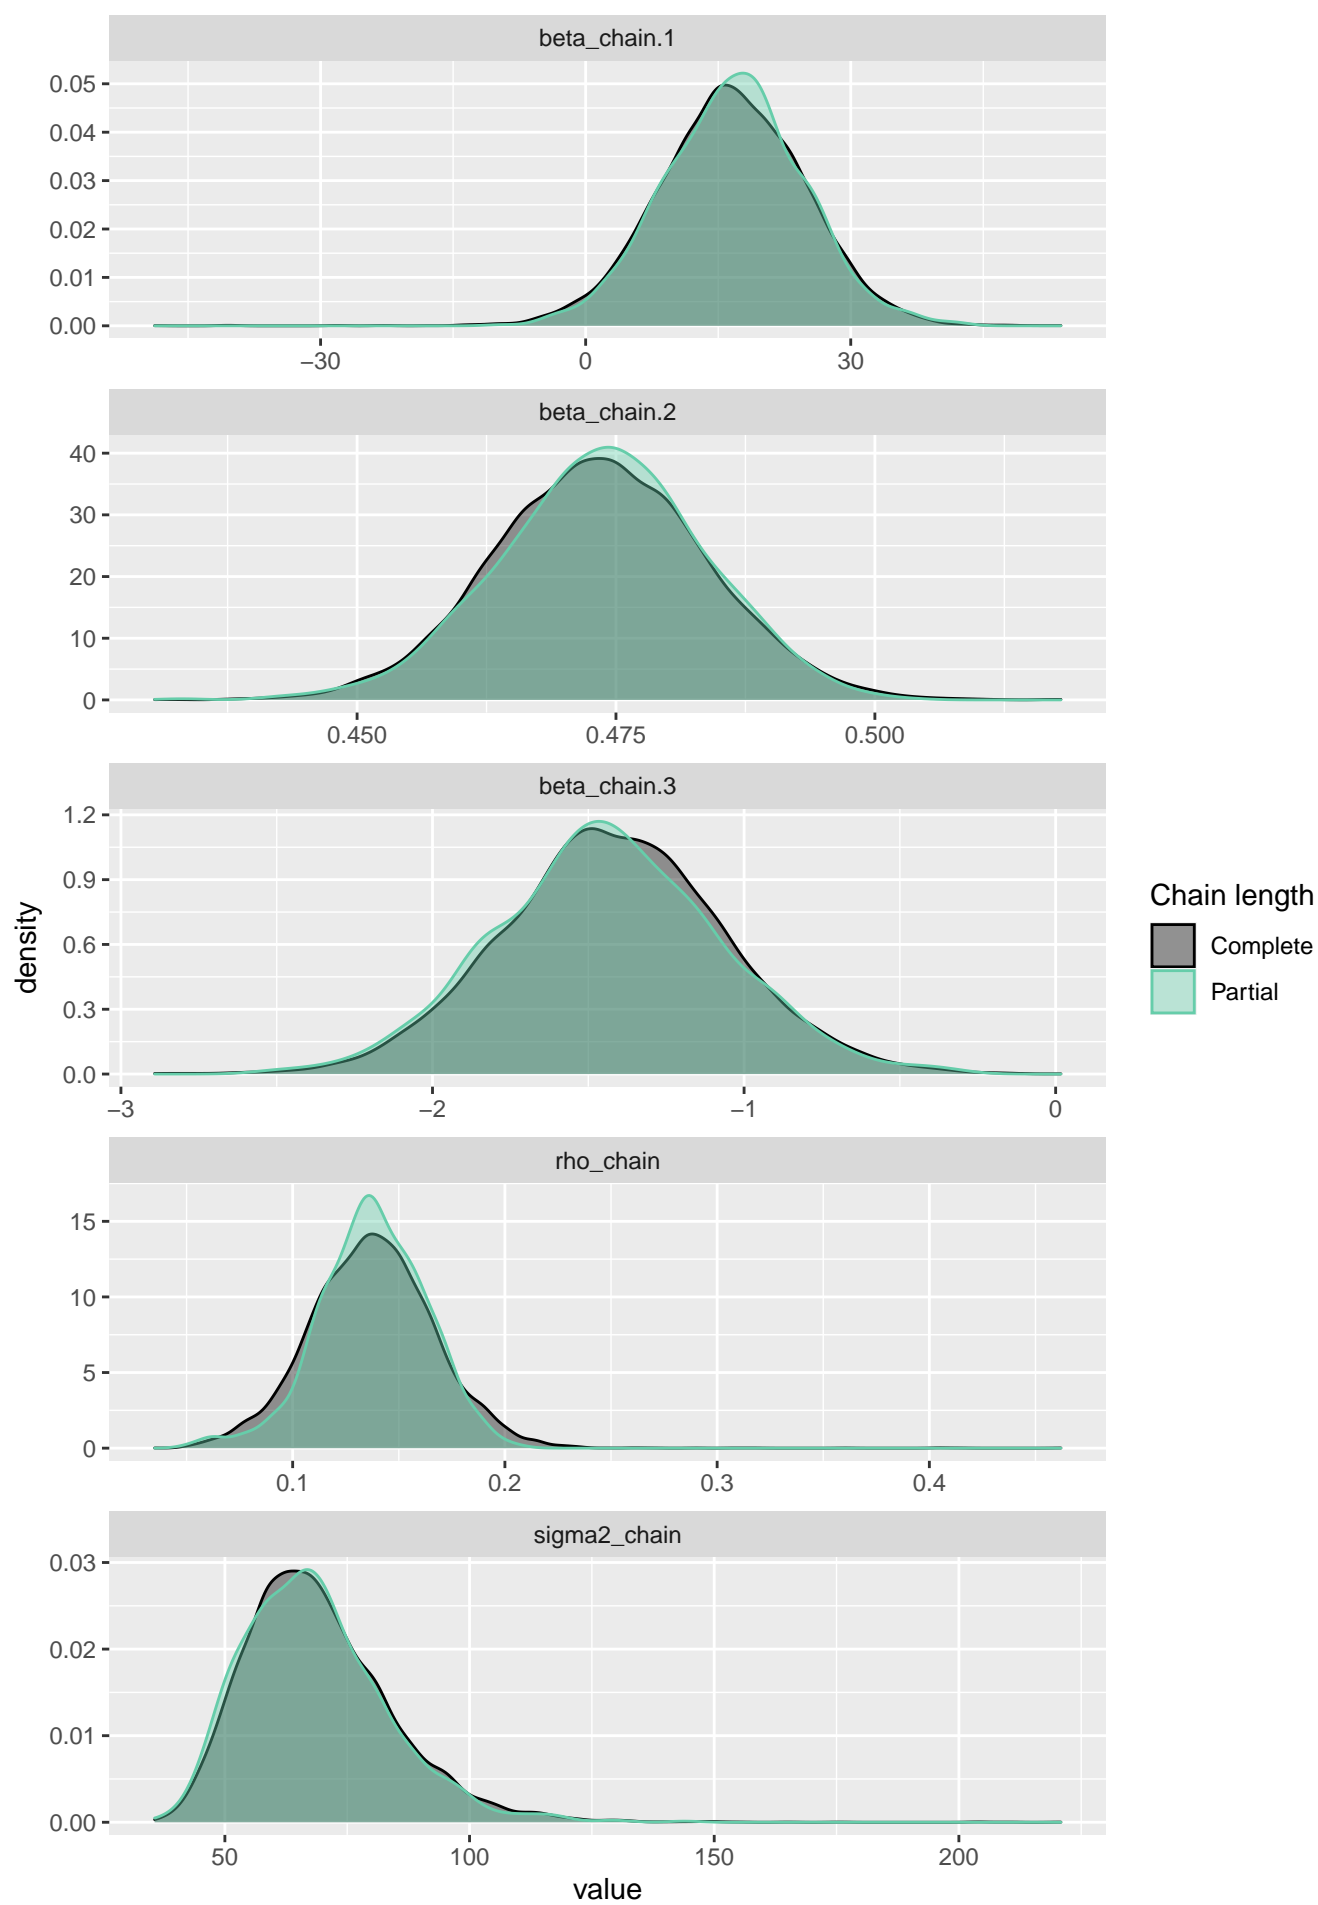 beta_chain.1
0.05
0.04
0.03
0.02
0.01
0.00
−30 0 30
beta_chain.2
40
30
20
10
0
0.450 0.475 0.500
beta_chain.3
1.2
0.9
0.6
0.3
0.0
−3 −2 −1 0
density
Chain length
Complete
Partial
rho_chain
15
10
5
0
0.1 0.2 0.3 0.4
sigma2_chain
0.03
0.02
0.01
0.00
50 100 150 200
value